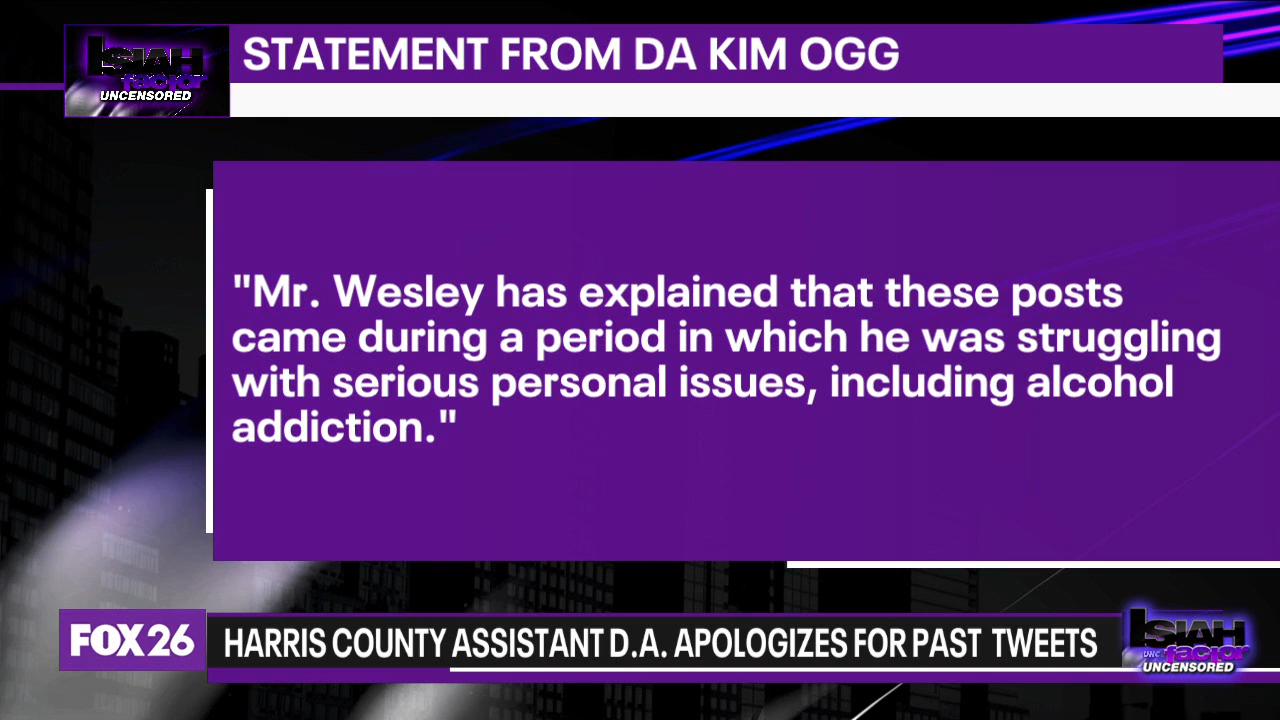 ISIAH
factor
UNCENSORED
STATEMENT FROM DA KIM OGG
"Mr. Wesley has explained that these posts
came during a period in which he was struggling
with serious personal issues, including alcohol
addiction."
FOX 26
HARRIS COUNTY ASSISTANT D.A. APOLOGIZES FOR PAST TWEETS
ISIAH
factor
UNCENSORED